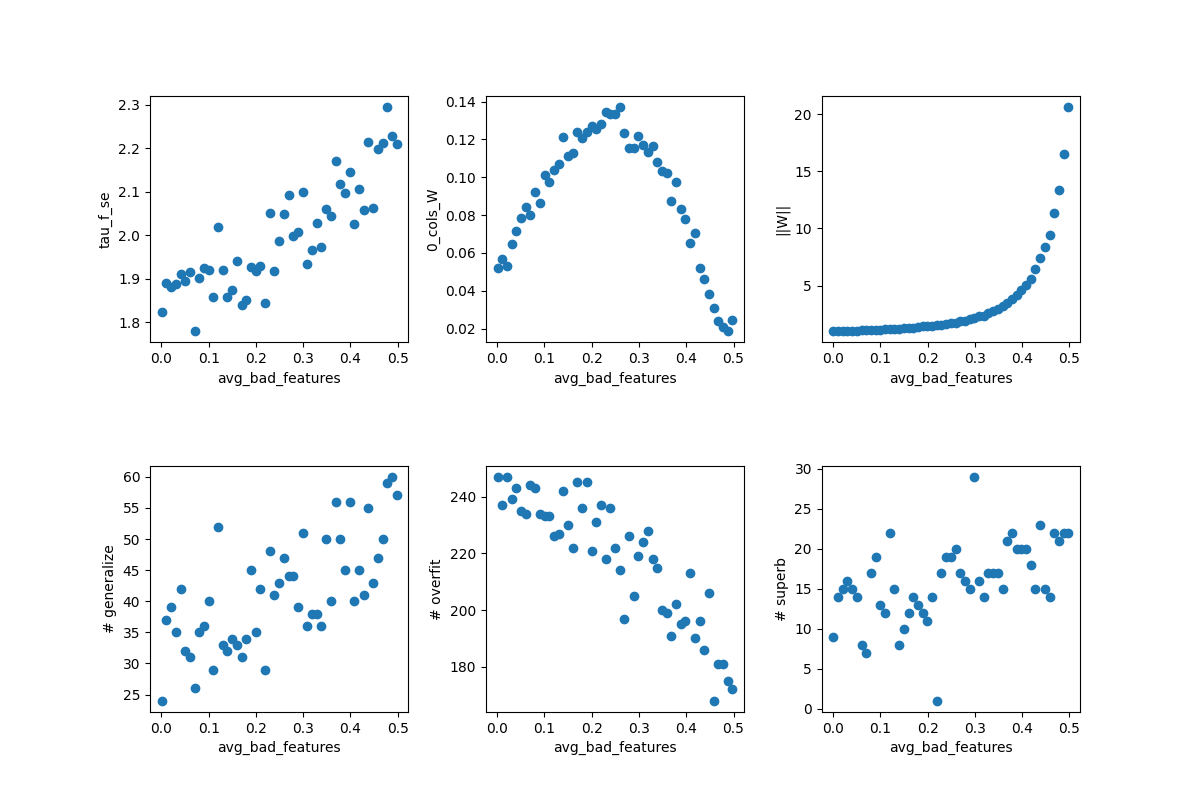 tau_f_se
2.3
2.2
2.1
2.0
1.9
1.8
0.0 0.1 0.2 0.3 0.4 0.5
avg_bad_features
0_cols_W
0.14
0.12
0.10
0.08
0.06
0.04
0.02
0.0 0.1 0.2 0.3 0.4 0.5
avg_bad_features
||W||
20
15
10
5
0.0 0.1 0.2 0.3 0.4 0.5
avg_bad_features
# generalize
60
55
50
45
40
35
30
25
0.0 0.1 0.2 0.3 0.4 0.5
avg_bad_features
# overfit
240
220
200
180
0.0 0.1 0.2 0.3 0.4 0.5
avg_bad_features
# superb
30
25
20
15
10
5
0
0.0 0.1 0.2 0.3 0.4 0.5
avg_bad_features